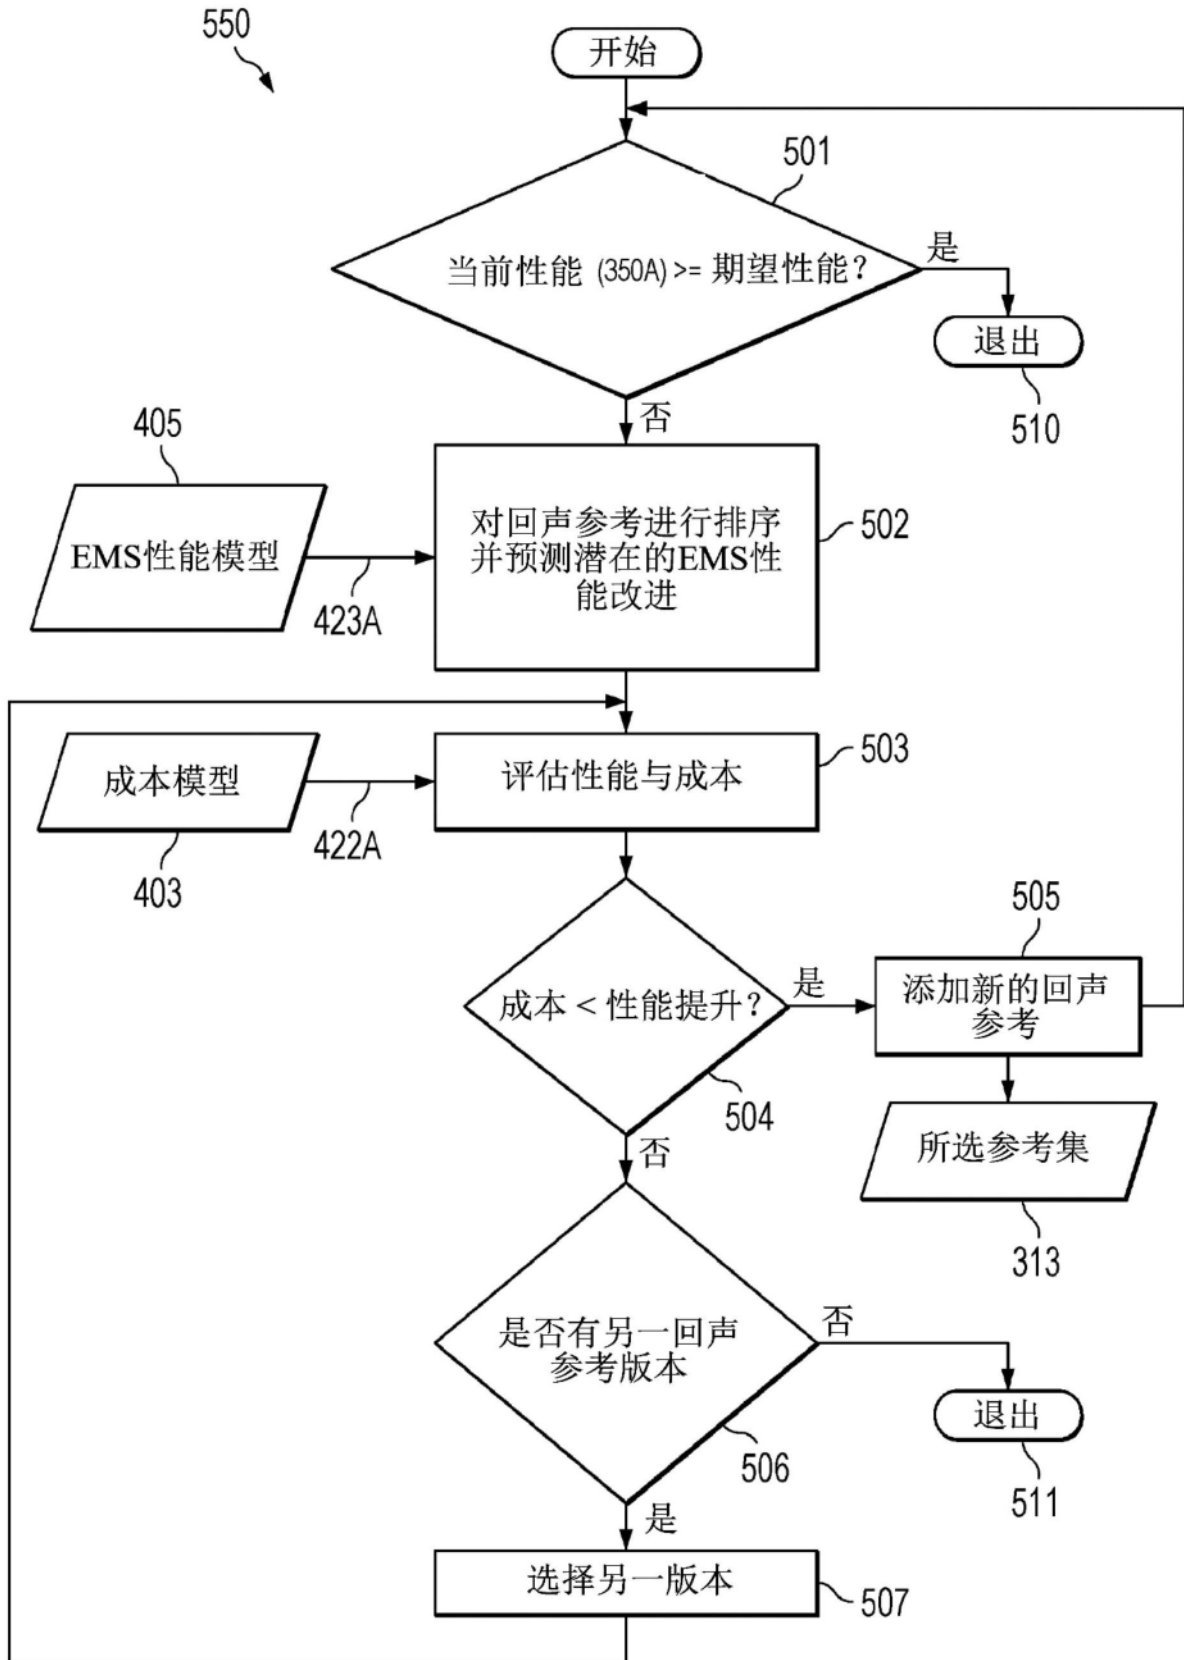 550
开始
501
当前性能 (350A) >= 期望性能？
是
退出
510
否
405
EMS性能模型
423A
对回声参考进行排序
并预测潜在的EMS性
能改进
502
成本模型
422A
403
评估性能与成本
503
505
成本 < 性能提升？
是
添加新的回声
参考
504
否
所选参考集
313
是否有另一回声
参考版本
否
506
退出
511
是
选择另一版本
507